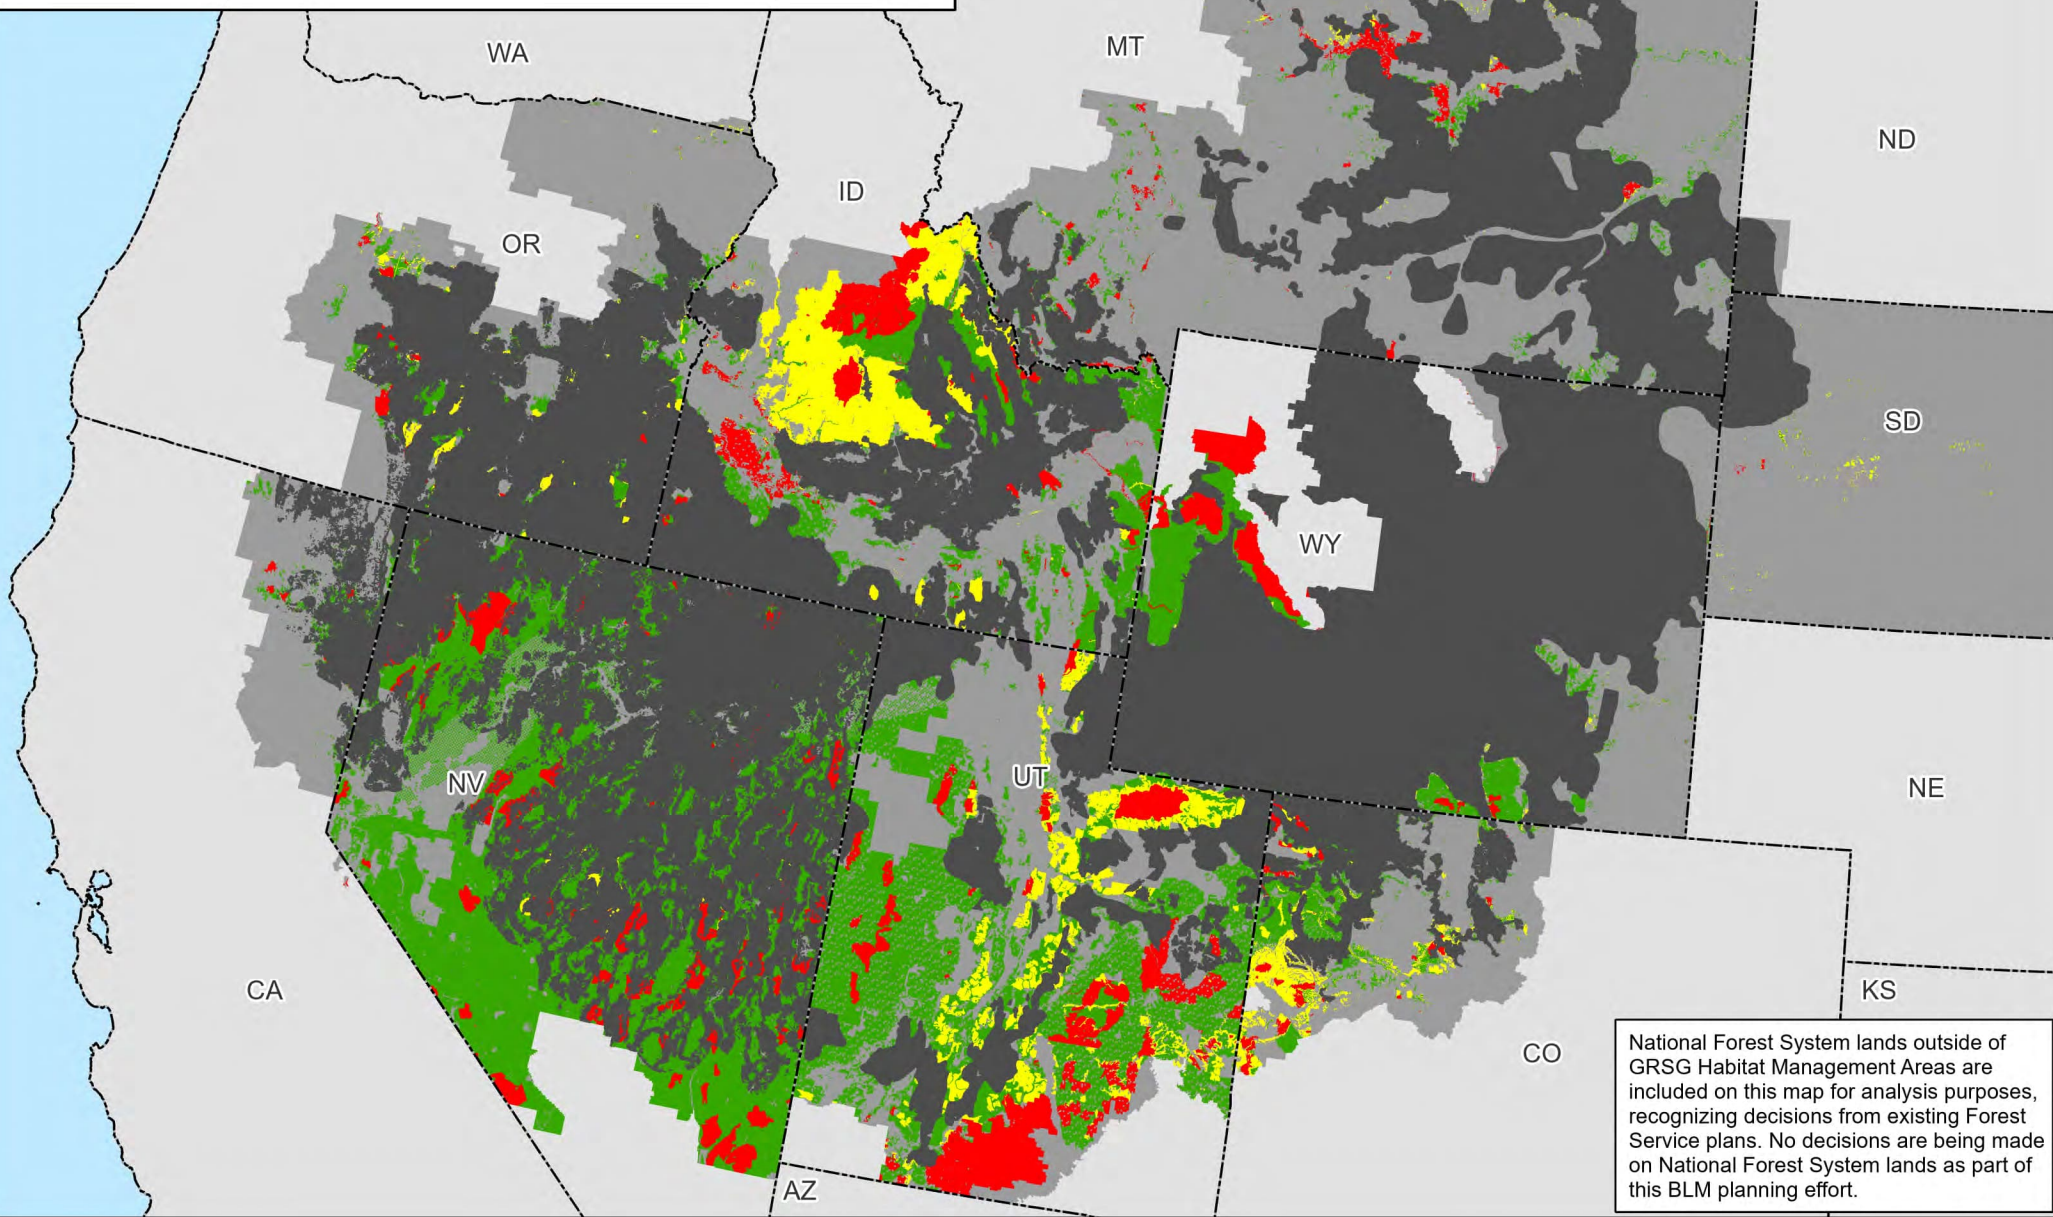 WA
MT
ND
ID
OR
SD
WY
NV
UT
NE
CA
KS
CO
AZ
National Forest System lands outside of
GRSG Habitat Management Areas are
included on this map for analysis purposes,
recognizing decisions from existing Forest
Service plans. No decisions are being made
on National Forest System lands as part of
this BLM planning effort.